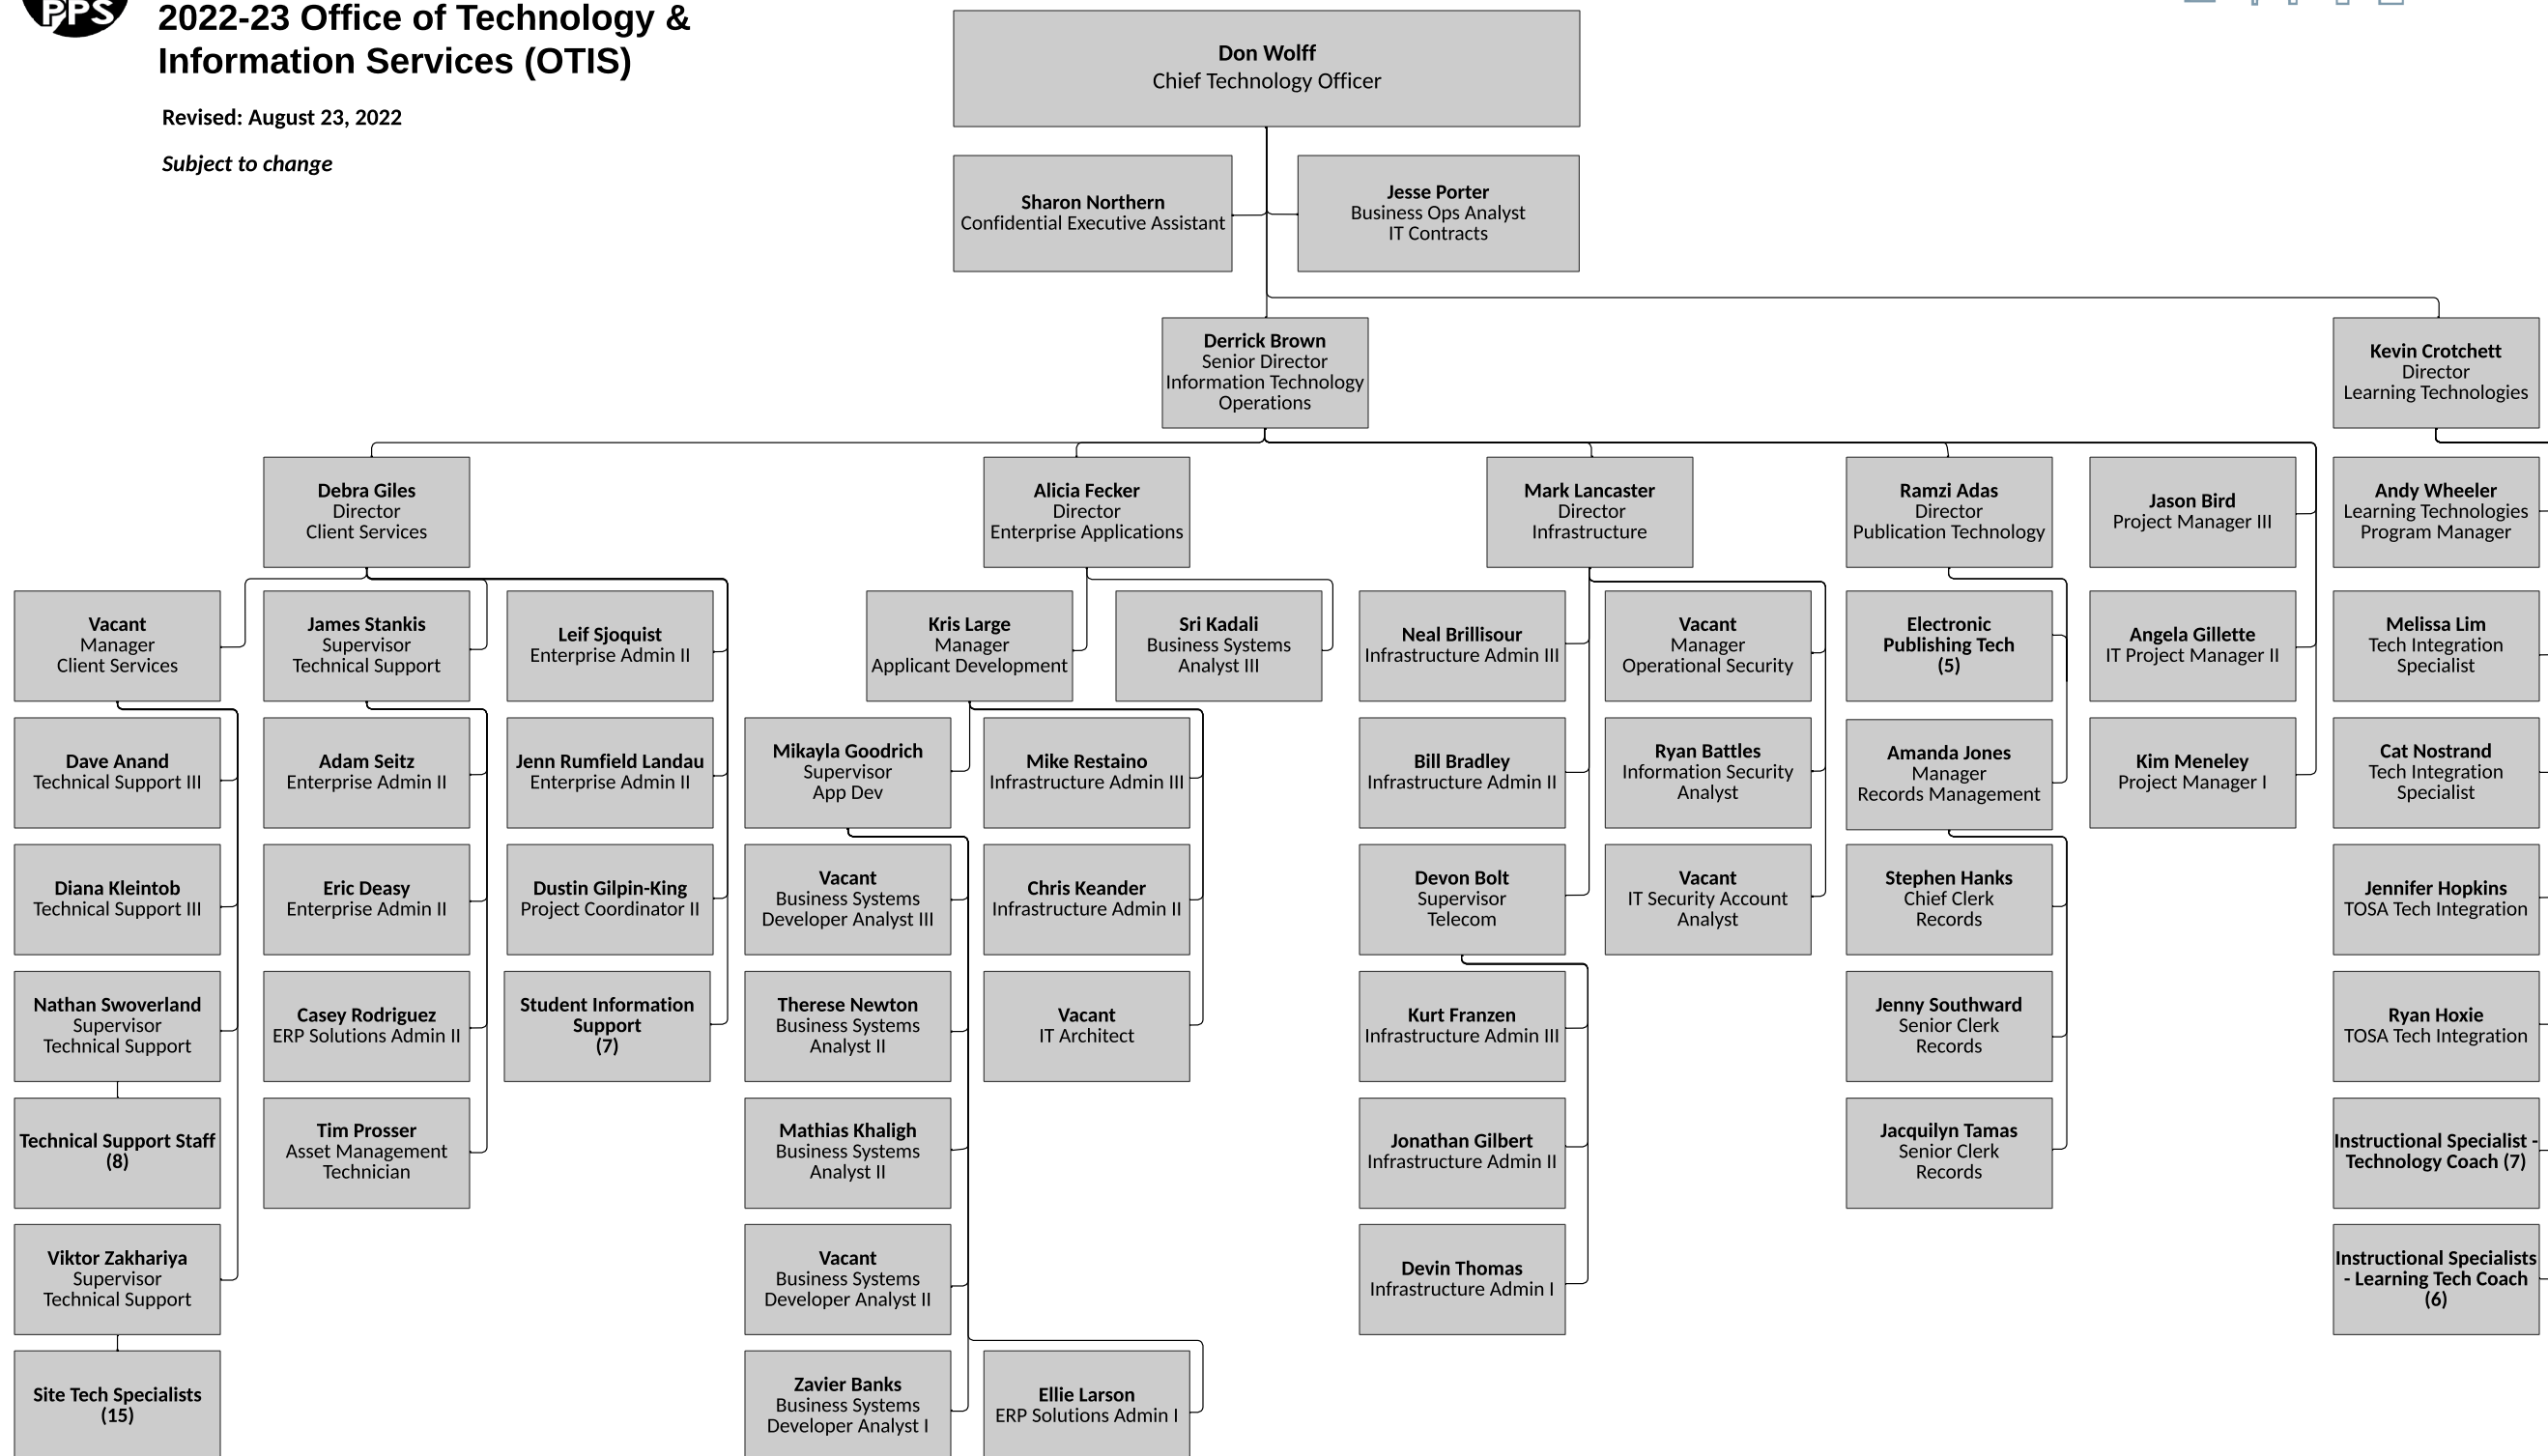 PPS
2022-23 Office of Technology &
Information Services (OTIS)
Revised: August 23, 2022
Subject to change
Don Wolff
Chief Technology Officer
Sharon Northern
Confidential Executive Assistant
Jesse Porter
Business Ops Analyst
IT Contracts
Derrick Brown
Senior Director
Information Technology
Operations
Kevin Crotchett
Director
Learning Technologies
Debra Giles
Director
Client Services
Alicia Fecker
Director
Enterprise Applications
Mark Lancaster
Director
Infrastructure
Ramzi Adas
Director
Publication Technology
Jason Bird
Project Manager III
Andy Wheeler
Learning Technologies
Program Manager
Vacant
Manager
Client Services
James Stankis
Supervisor
Technical Support
Leif Sjoquist
Enterprise Admin II
Kris Large
Manager
Applicant Development
Sri Kadali
Business Systems
Analyst III
Neal Brillisour
Infrastructure Admin III
Vacant
Manager
Operational Security
Electronic
Publishing Tech
(5)
Angela Gillette
IT Project Manager II
Melissa Lim
Tech Integration
Specialist
Dave Anand
Technical Support III
Adam Seitz
Enterprise Admin II
Jenn Rumfield Landau
Enterprise Admin II
Mikayla Goodrich
Supervisor
App Dev
Mike Restaino
Infrastructure Admin III
Bill Bradley
Infrastructure Admin II
Ryan Battles
Information Security
Analyst
Amanda Jones
Manager
Records Management
Kim Meneley
Project Manager I
Cat Nostrand
Tech Integration
Specialist
Diana Kleintob
Technical Support III
Eric Deasy
Enterprise Admin II
Dustin Gilpin-King
Project Coordinator II
Vacant
Business Systems
Developer Analyst III
Chris Keander
Infrastructure Admin II
Devon Bolt
Supervisor
Telecom
Vacant
IT Security Account
Analyst
Stephen Hanks
Chief Clerk
Records
Jennifer Hopkins
TOSA Tech Integration
Nathan Swoverland
Supervisor
Technical Support
Casey Rodriguez
ERP Solutions Admin II
Student Information
Support
(7)
Therese Newton
Business Systems
Analyst II
Vacant
IT Architect
Kurt Franzen
Infrastructure Admin III
Jenny Southward
Senior Clerk
Records
Ryan Hoxie
TOSA Tech Integration
Technical Support Staff
(8)
Tim Prosser
Asset Management
Technician
Mathias Khaligh
Business Systems
Analyst II
Jonathan Gilbert
Infrastructure Admin II
Jacquilyn Tamas
Senior Clerk
Records
Instructional Specialist -
Technology Coach (7)
Viktor Zakhariya
Supervisor
Technical Support
Vacant
Business Systems
Developer Analyst II
Devin Thomas
Infrastructure Admin I
Instructional Specialists
- Learning Tech Coach
(6)
Site Tech Specialists
(15)
Zavier Banks
Business Systems
Developer Analyst I
Ellie Larson
ERP Solutions Admin I